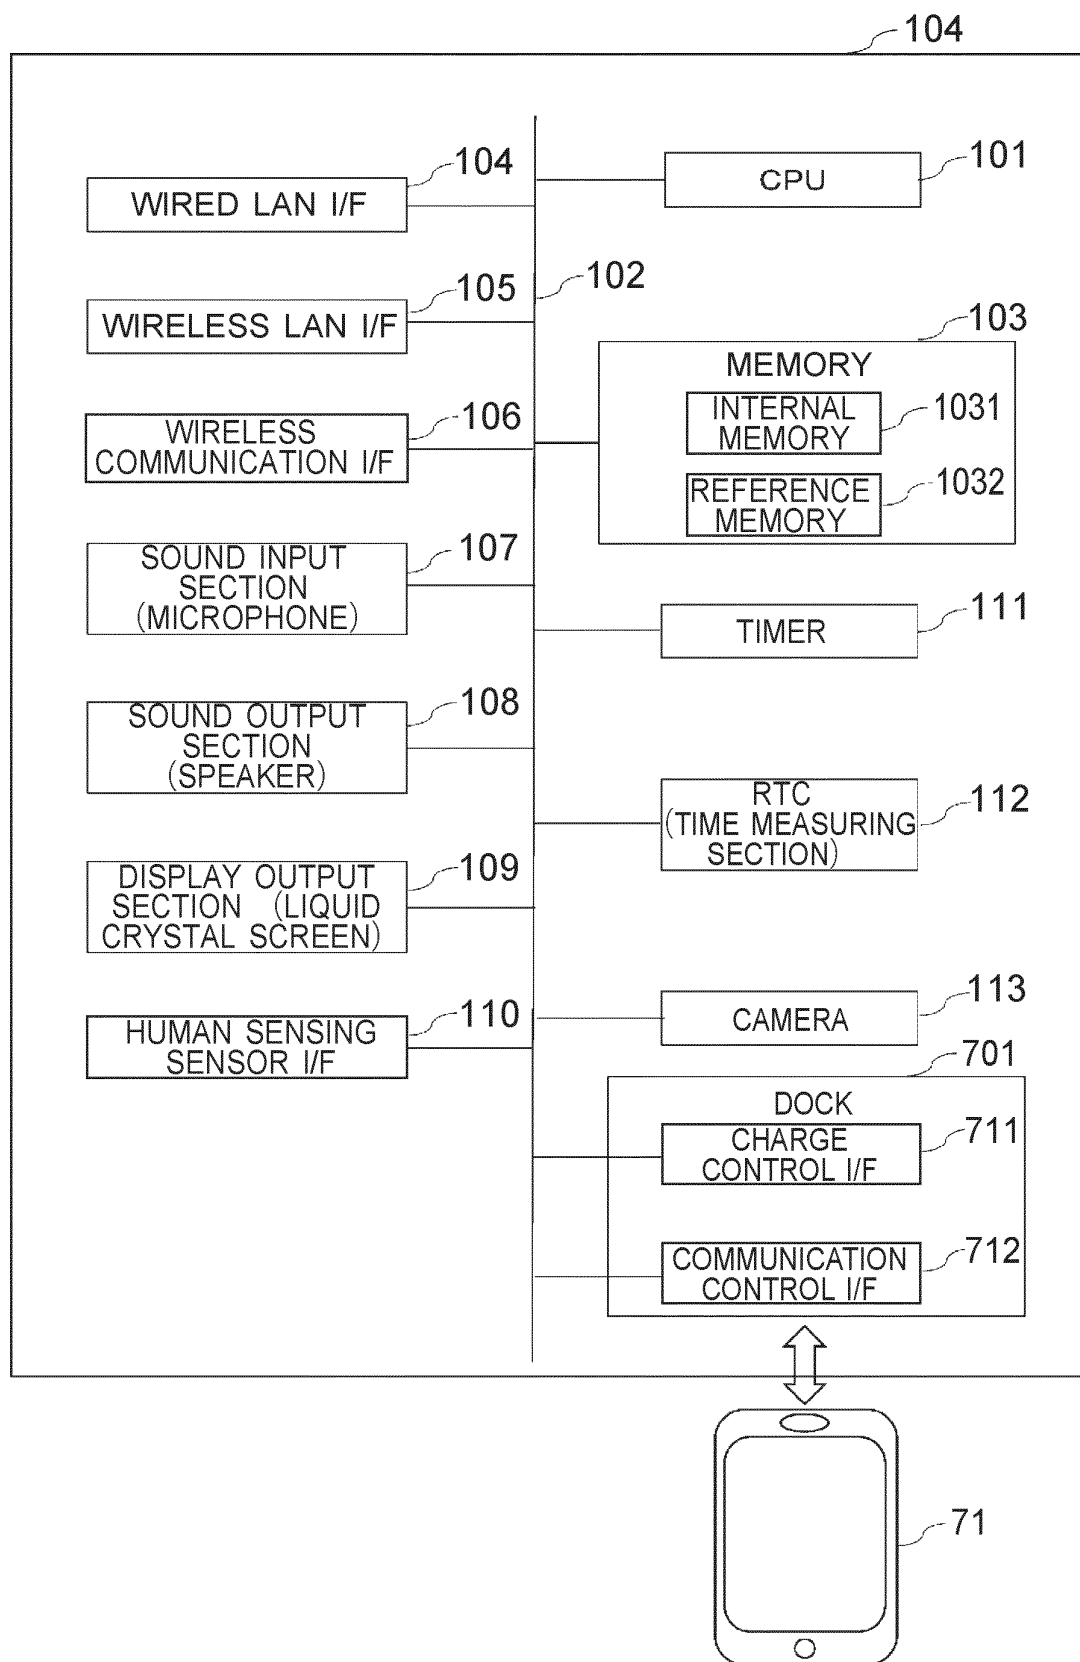 104
104
WIRED LAN I/F
101
CPU
102
105
WIRELESS LAN I/F
103
MEMORY
INTERNAL
MEMORY
1031
REFERENCE
MEMORY
1032
106
WIRELESS
COMMUNICATION I/F
107
SOUND INPUT
SECTION
(MICROPHONE)
111
TIMER
108
SOUND OUTPUT
SECTION
(SPEAKER)
112
RTC
(TIME MEASURING
SECTION)
109
DISPLAY OUTPUT
SECTION (LIQUID
CRYSTAL SCREEN)
110
HUMAN SENSING
SENSOR I/F
113
CAMERA
701
DOCK
CHARGE
CONTROL I/F
711
COMMUNICATION
CONTROL I/F
712
71